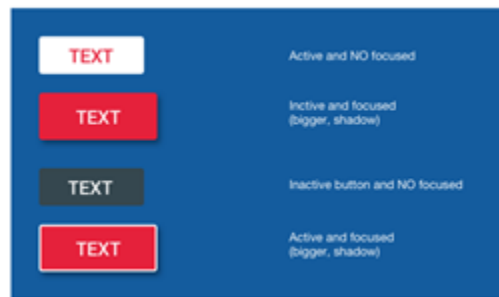 TEXT
Active and NO focused
TEXT
Inctive and focused
(bigger, shadow)
TEXT
Inactive button and NO focused
TEXT
Active and focused
(bigger, shadow)